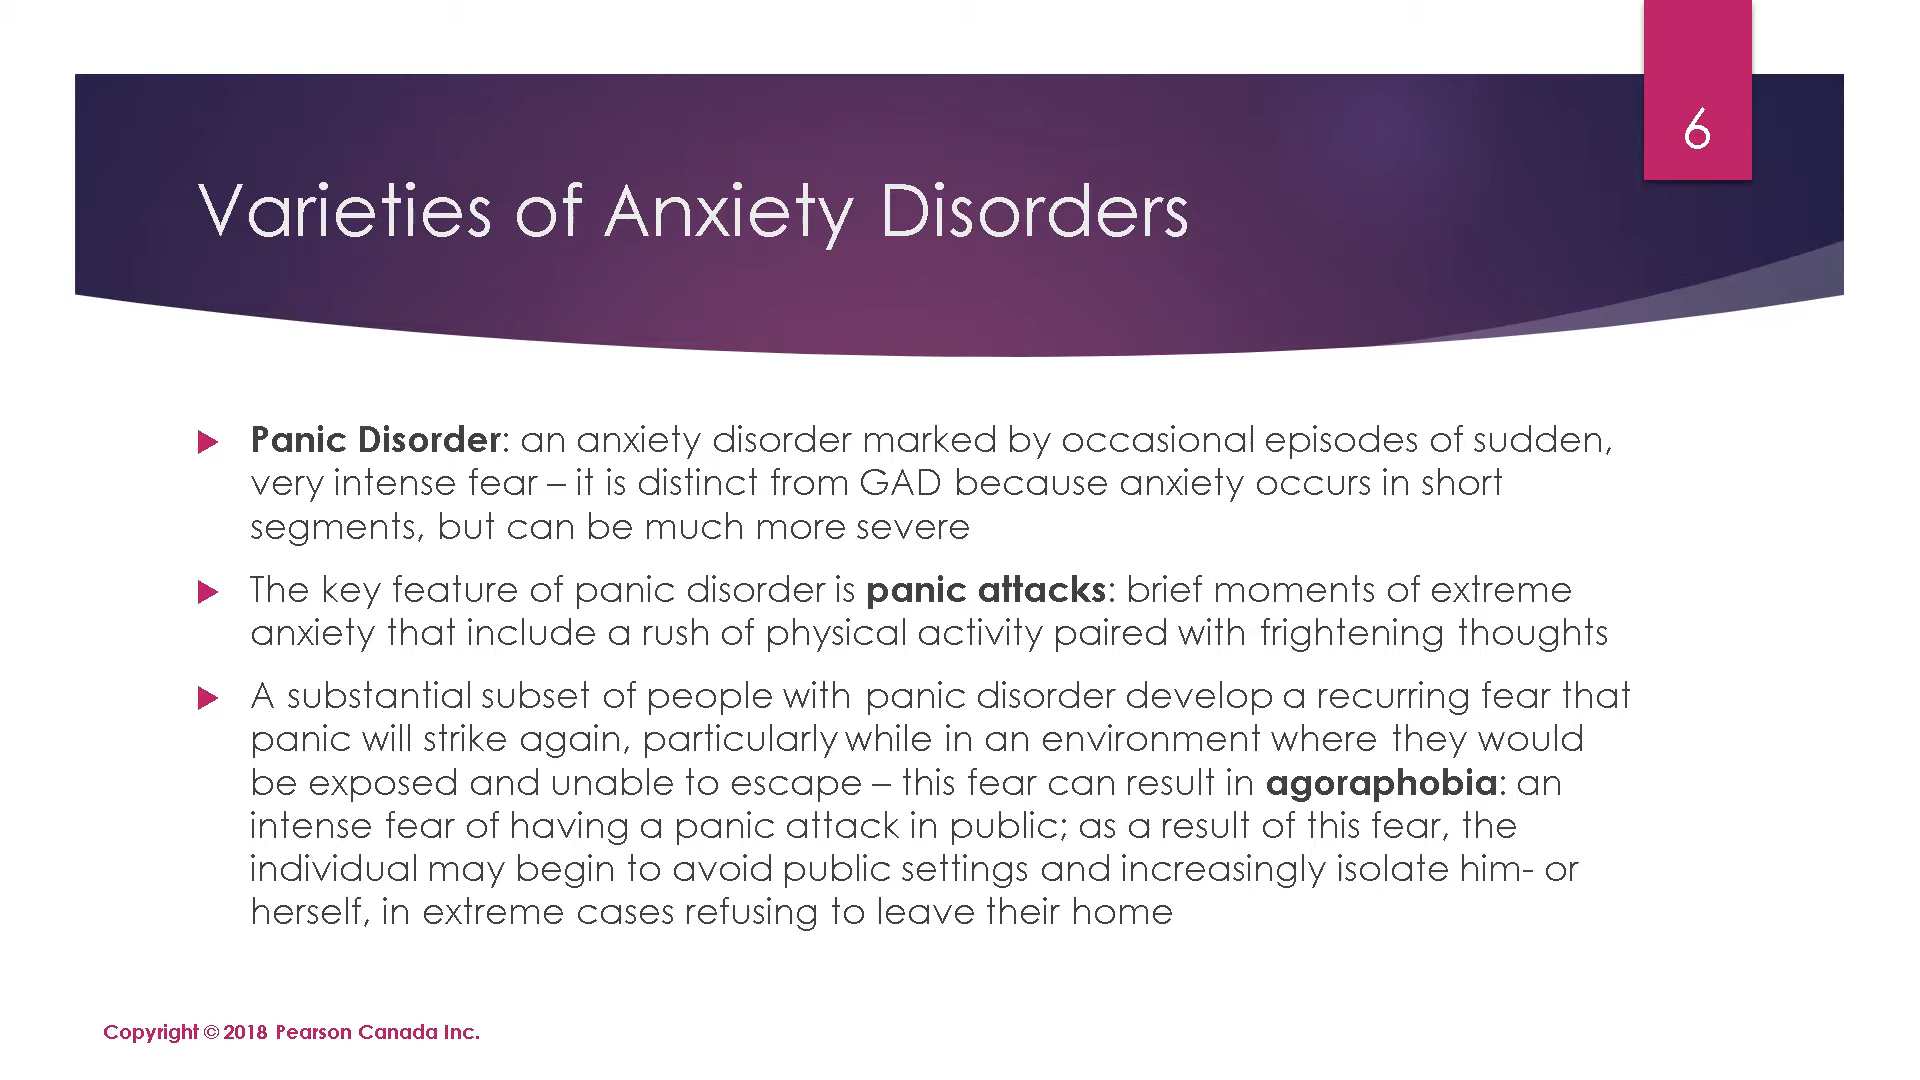 6
Varieties of Anxiety Disorders
Panic Disorder: an anxiety disorder marked by occasional episodes of sudden,
very intense fear – it is distinct from GAD because anxiety occurs in short
segments, but can be much more severe
The key feature of panic disorder is panic attacks: brief moments of extreme
anxiety that include a rush of physical activity paired with frightening thoughts
A substantial subset of people with panic disorder develop a recurring fear that
panic will strike again, particularly while in an environment where they would
be exposed and unable to escape – this fear can result in agoraphobia: an
intense fear of having a panic attack in public; as a result of this fear, the
individual may begin to avoid public settings and increasingly isolate him- or
herself, in extreme cases refusing to leave their home
Copyright © 2018 Pearson Canada Inc.